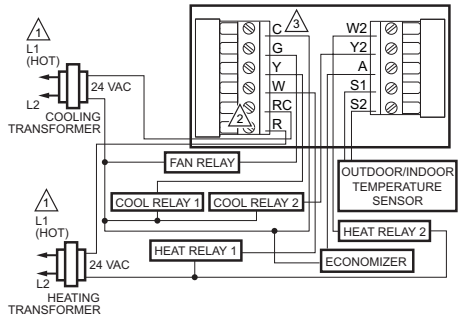 1
L1
(HOT)
24 VAC
L2
COOLING
TRANSFORMER
3
C
G
Y
W
RC
R
2
W2
Y2
A
S1
S2
FAN RELAY
OUTDOOR/INDOOR
TEMPERATURE
SENSOR
COOL RELAY 1
COOL RELAY 2
1
L1
(HOT)
24 VAC
L2
HEATING
TRANSFORMER
HEAT RELAY 1
HEAT RELAY 2
ECONOMIZER